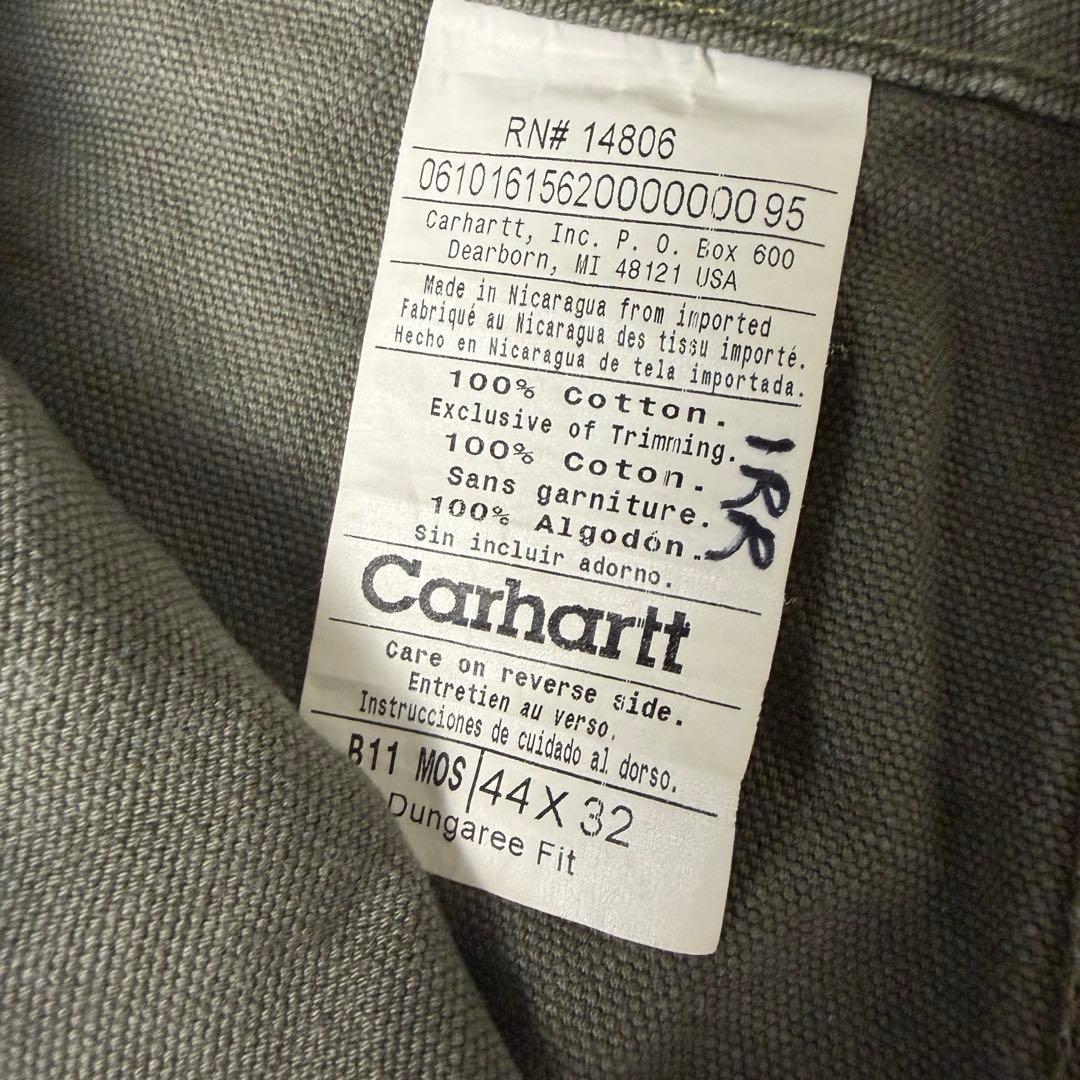 RN# 14806
06101615620000000095
Carhartt, Inc. P. O. Box 600
Dearborn, MI 48121 USA
Made in Nicaragua from imported
Fabriqué au Nicaragua des tissu importé.
Hecho en Nicaragua de tela importada.
100% Cotton.
Exclusive of Trimming.
100% Coton.
Sans garniture.
100% Algodón.
Sin incluir adorno.
IRR
Carhartt
Care on reverse side.
Entretien au verso.
Instrucciones de cuidado al dorso.
B11 MOS 44 X 32
Dungaree Fit